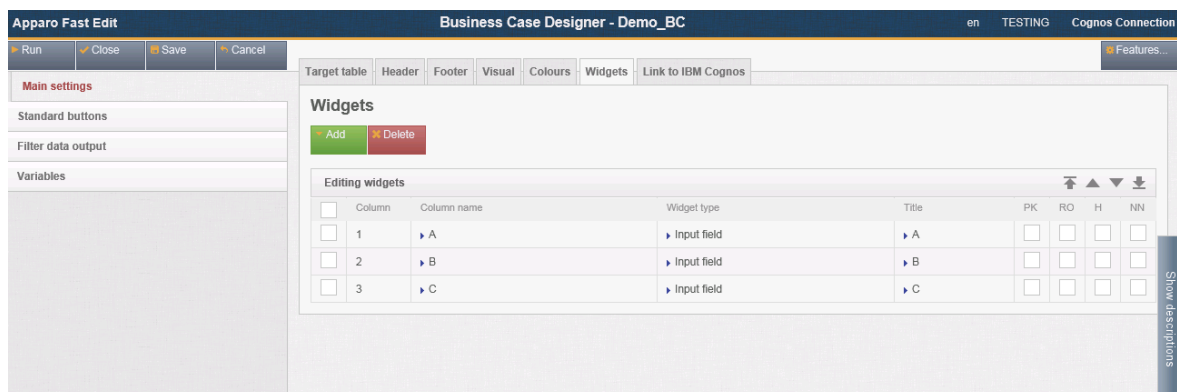 Apparo Fast Edit Business Case Designer - Demo_BC en TESTING Cognos Connection
Run Close Save Cancel Features...
Target table Header Footer Visual Colours Widgets Link to IBM Cognos
Main settings
Standard buttons
Filter data output
Variables
Widgets
Add Delete
Editing widgets
Column Column name Widget type Title PK RO H NN
1 A Input field A
2 B Input field B
3 C Input field C
Show descriptions